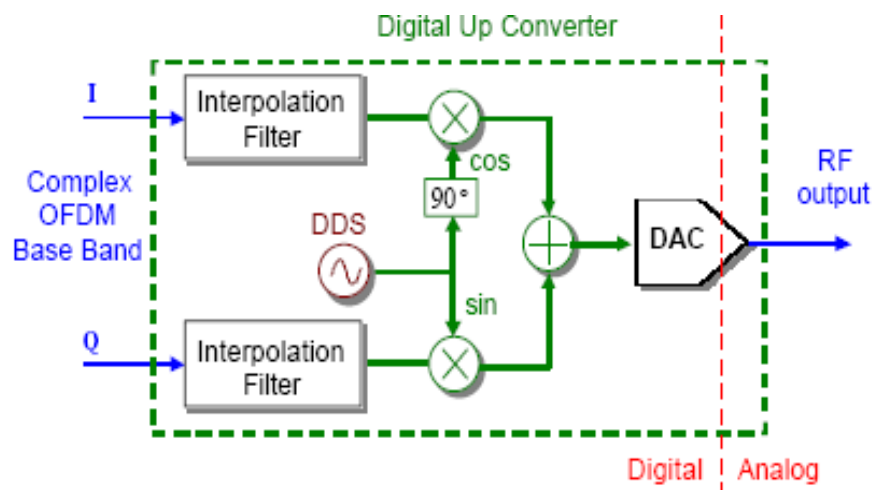 Digital Up Converter
I
Interpolation
Filter
cos
90°
Complex
OFDM
Base Band
DDS
sin
DAC
RF
output
Q
Interpolation
Filter
Digital
Analog